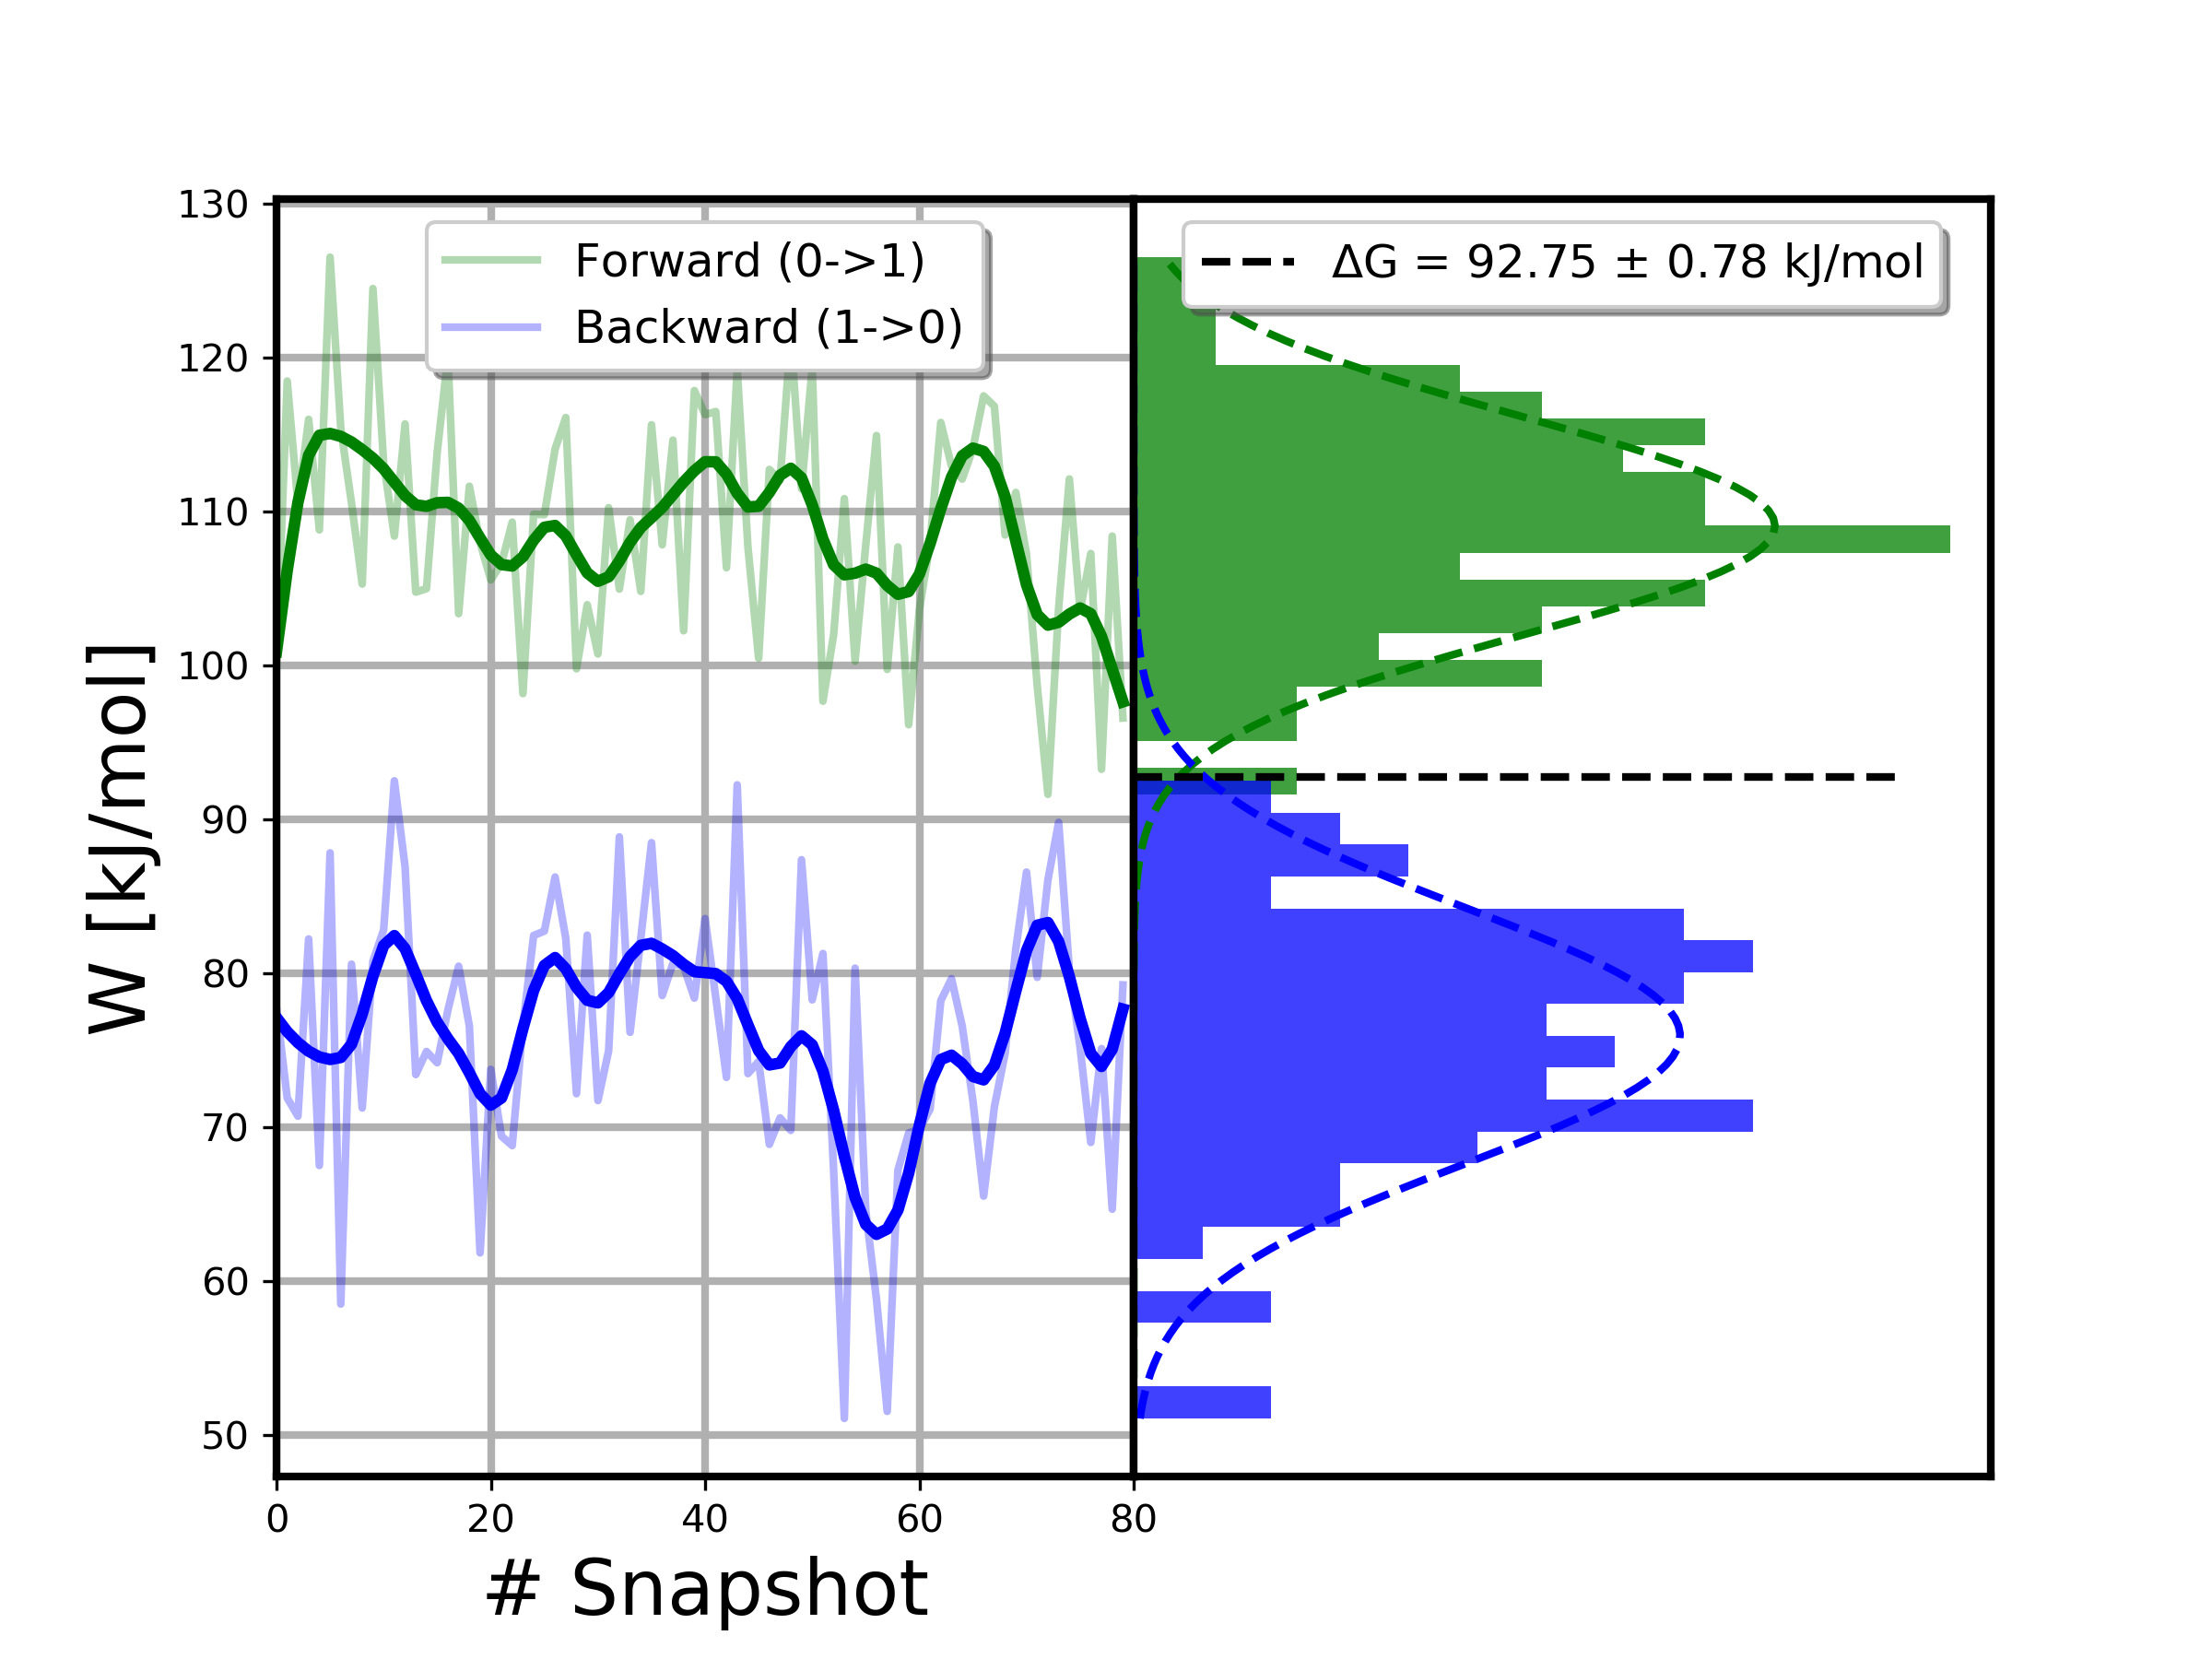 Forward (0->1)
Backward (1->0)
ΔG = 92.75 ± 0.78 kJ/mol
W [kJ/mol]
130
120
110
100
90
80
70
60
50
0 20 40 60 80
# Snapshot